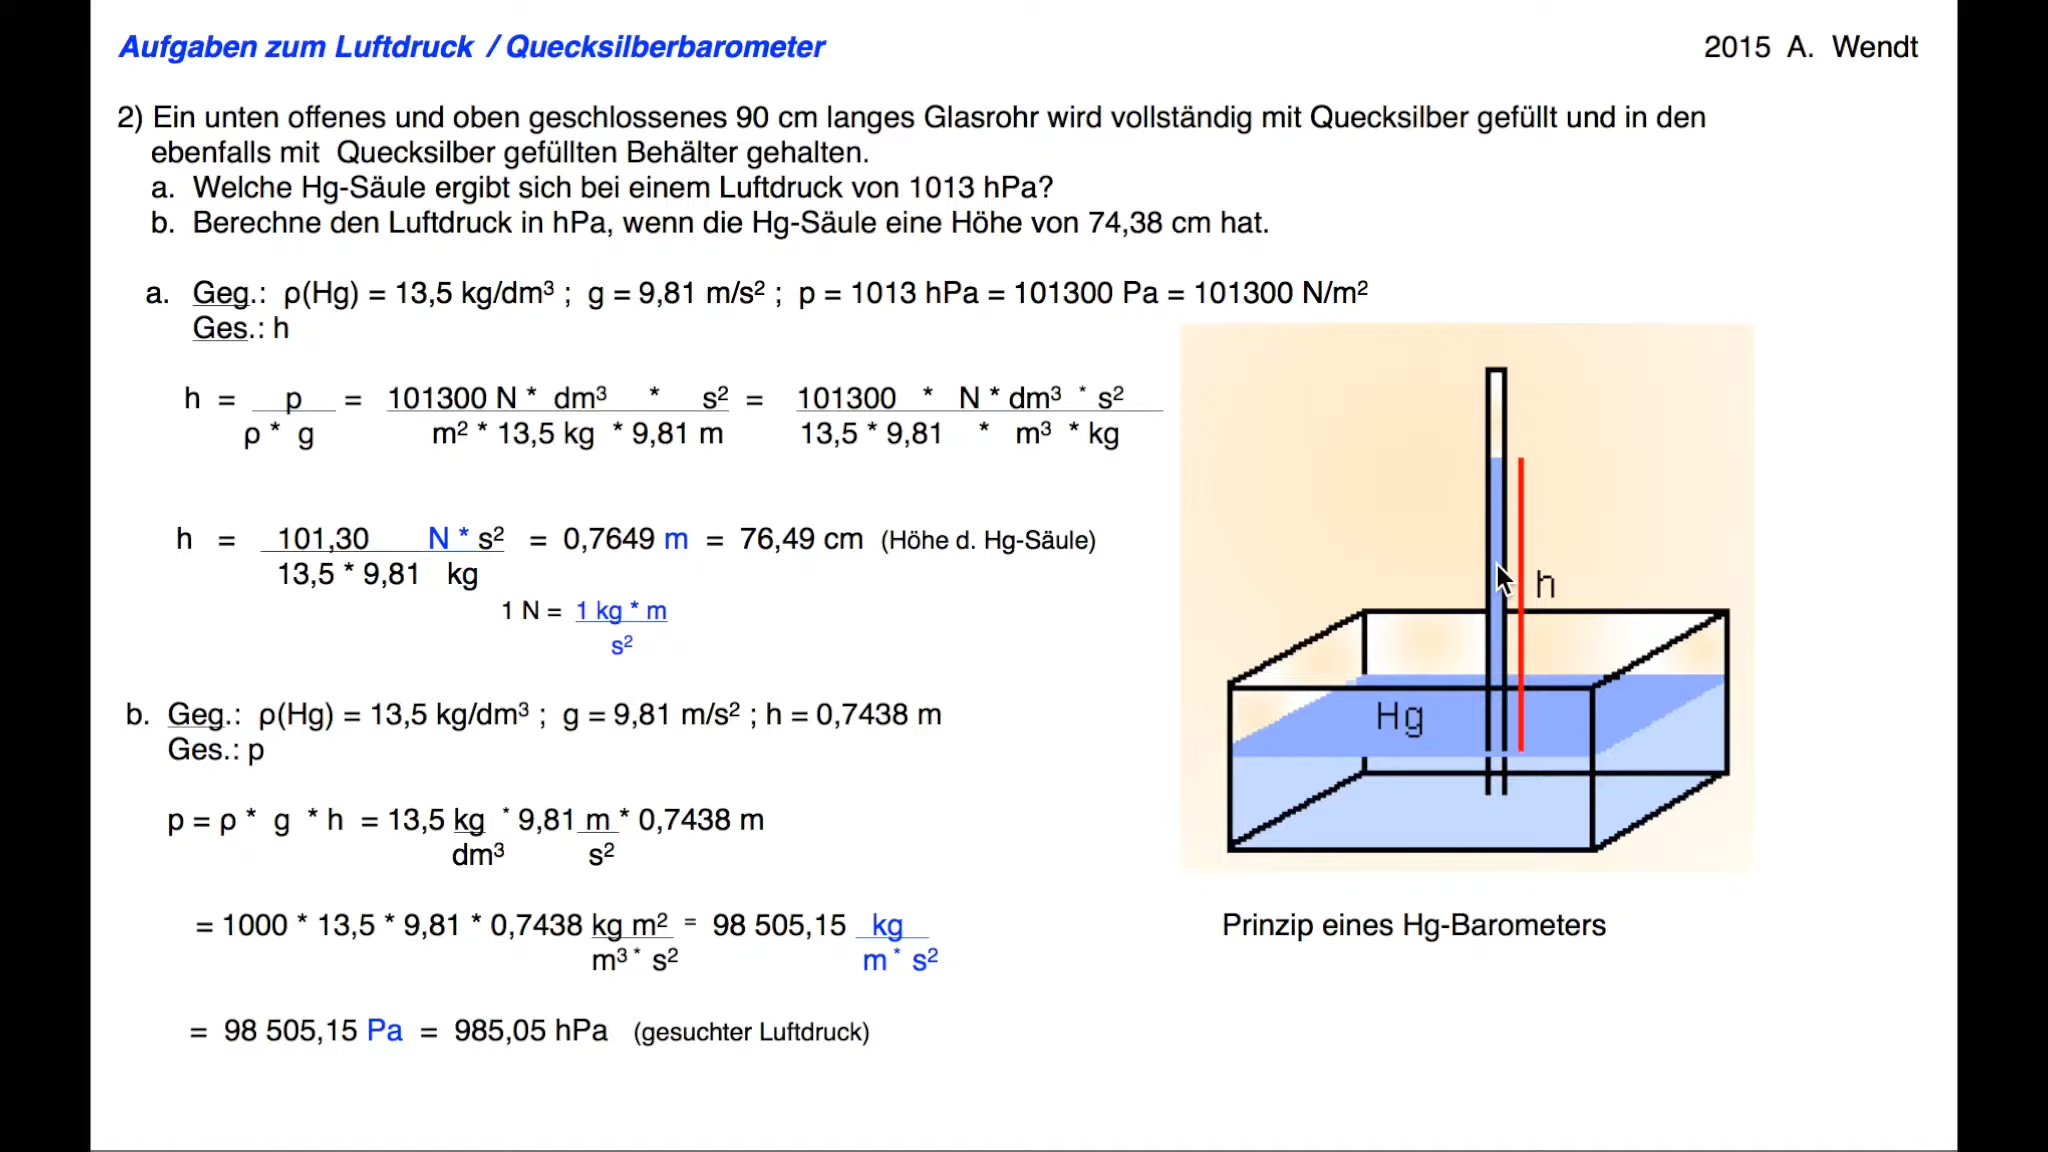 Aufgaben zum Luftdruck / Quecksilberbarometer
2015 A. Wendt
2) Ein unten offenes und oben geschlossenes 90 cm langes Glasrohr wird vollständig mit Quecksilber gefüllt und in den
ebenfalls mit Quecksilber gefüllten Behälter gehalten.
a. Welche Hg-Säule ergibt sich bei einem Luftdruck von 1013 hPa?
b. Berechne den Luftdruck in hPa, wenn die Hg-Säule eine Höhe von 74,38 cm hat.
a. Geg.: ρ(Hg) = 13,5 kg/dm³ ; g = 9,81 m/s² ; p = 1013 hPa = 101300 Pa = 101300 N/m²
Ges.: h
h = p = 101300 N * dm³ * s² = 101300 * N * dm³ * s²
ρ * g m² * 13,5 kg * 9,81 m 13,5 * 9,81 * m³ * kg
h = 101,30 N * s² = 0,7649 m = 76,49 cm (Höhe d. Hg-Säule)
13,5 * 9,81 kg
1 N = 1 kg * m
s²
b. Geg.: ρ(Hg) = 13,5 kg/dm³ ; g = 9,81 m/s² ; h = 0,7438 m
Ges.: p
p = ρ * g * h = 13,5 kg * 9,81 m * 0,7438 m
dm³ s²
= 1000 * 13,5 * 9,81 * 0,7438 kg m² = 98 505,15 kg
m³ * s² m * s²
= 98 505,15 Pa = 985,05 hPa (gesuchter Luftdruck)
h
Hg
Prinzip eines Hg-Barometers